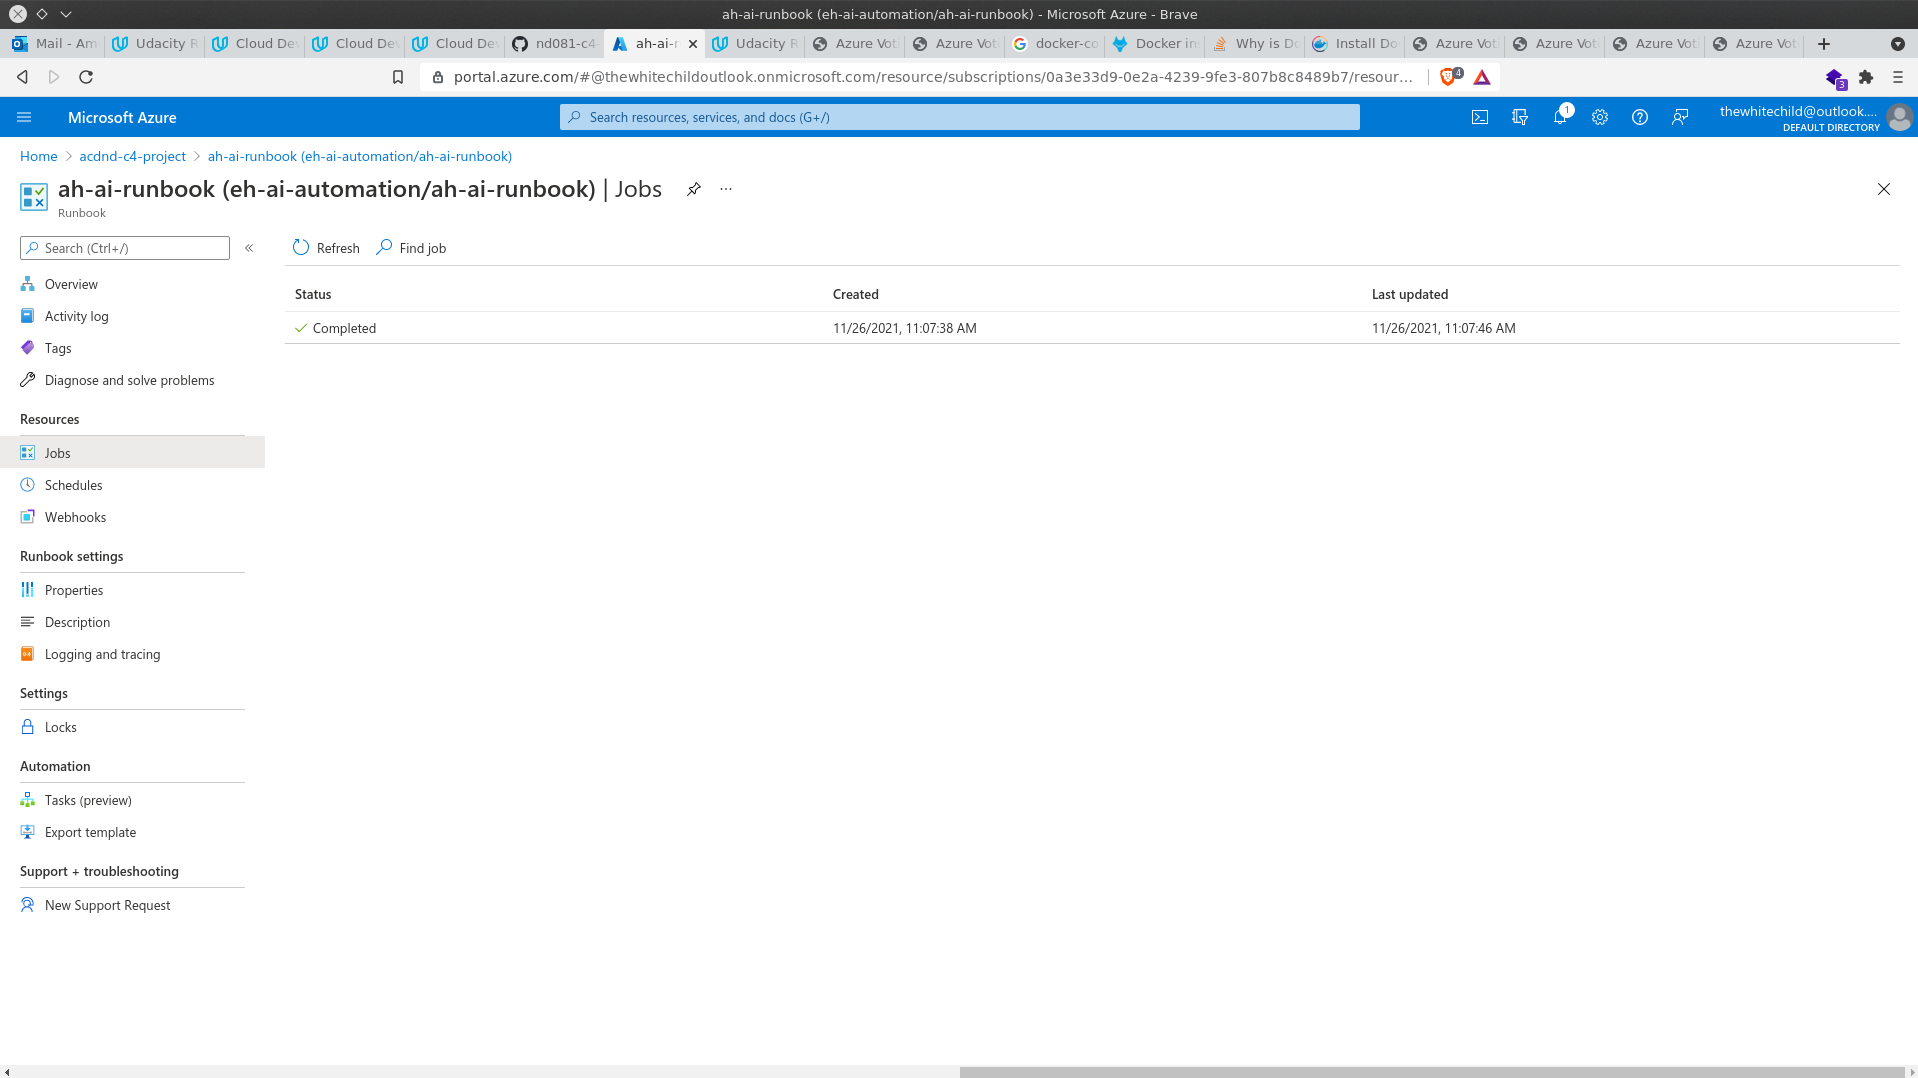 ah-ai-runbook (eh-ai-automation/ah-ai-runbook) - Microsoft Azure - Brave
Mail - Am
Udacity R
Cloud De
Cloud De
Cloud De
nd081-c4
ah-ai-r
Udacity R
Azure Vot
Azure Vot
docker-co
Docker in
Why is Do
Install Do
Azure Vot
Azure Vot
Azure Vot
Azure Vot
portal.azure.com/#@thewhitechildoutlook.onmicrosoft.com/resource/subscriptions/0a3e33d9-0e2a-4239-9fe3-807b8c8489b7/resour...
4
3
Microsoft Azure
Search resources, services, and docs (G+/)
1
thewhitechild@outlook....
DEFAULT DIRECTORY
Home > acdnd-c4-project > ah-ai-runbook (eh-ai-automation/ah-ai-runbook)
ah-ai-runbook (eh-ai-automation/ah-ai-runbook) | Jobs
Runbook
Search (Ctrl+/)
Refresh
Find job
Overview
Activity log
Tags
Diagnose and solve problems
Resources
Jobs
Schedules
Webhooks
Runbook settings
Properties
Description
Logging and tracing
Settings
Locks
Automation
Tasks (preview)
Export template
Support + troubleshooting
New Support Request
Status Created Last updated
Completed 11/26/2021, 11:07:38 AM 11/26/2021, 11:07:46 AM